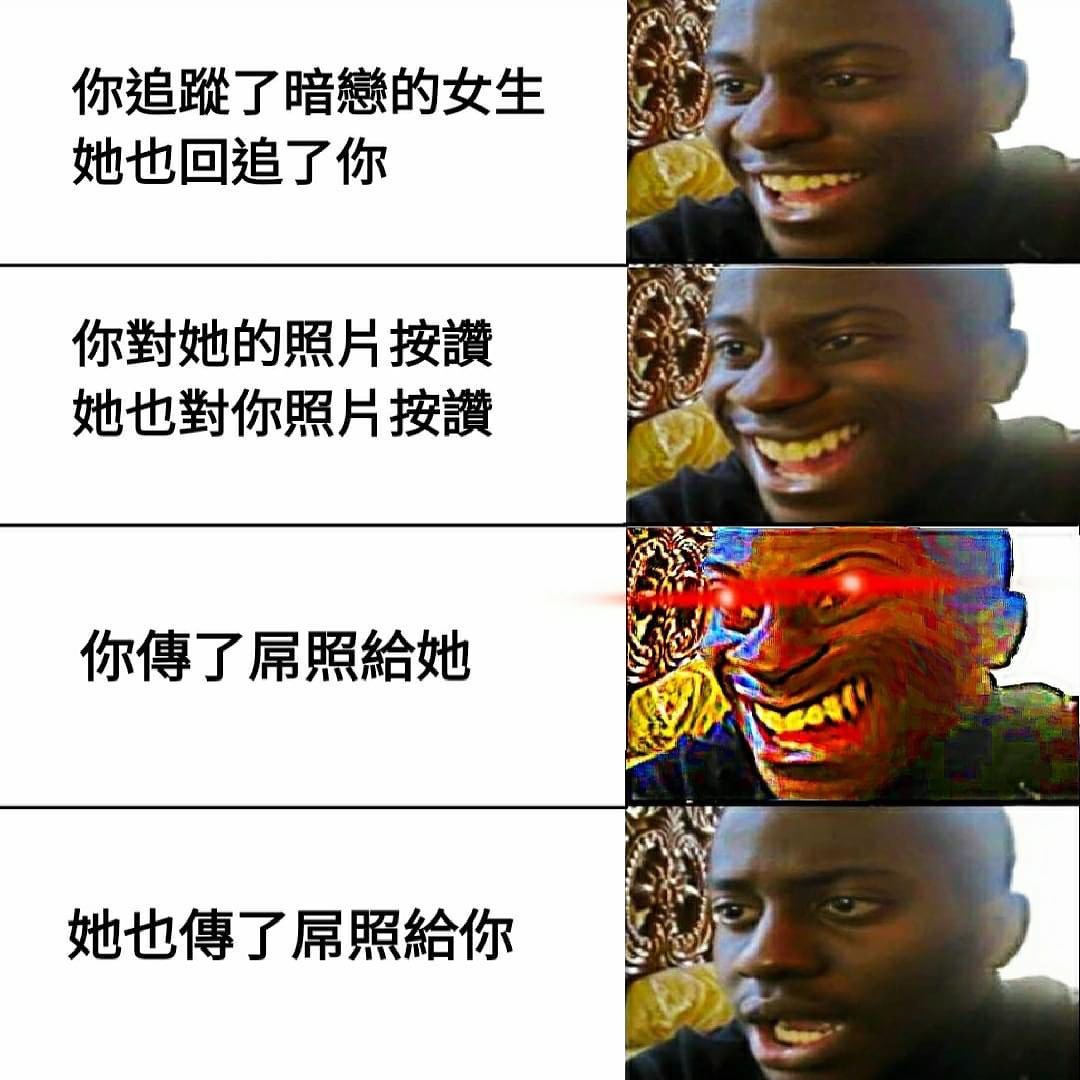 你追蹤了暗戀的女生
她也回追了你
你對她的照片按讚
她也對你照片按讚
你傳了屌照給她
她也傳了屌照給你